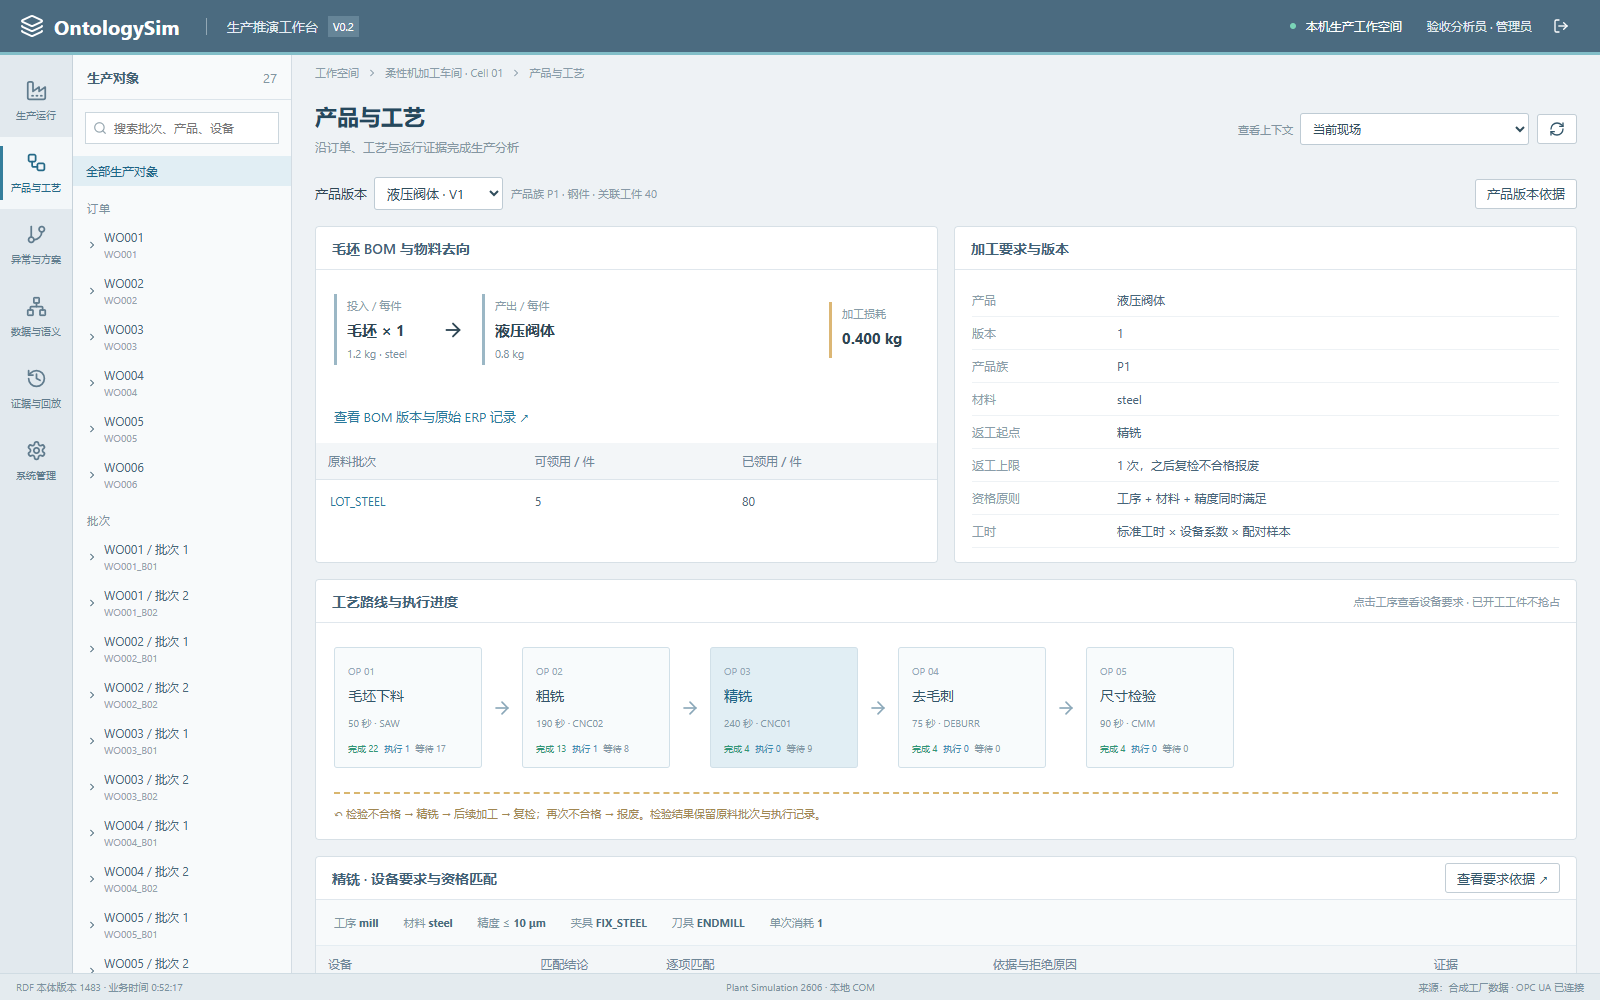 OntologySim
生产推演工作台 V0.2
本机生产工作空间
验收分析员 · 管理员
生产运行
产品与工艺
异常与方案
数据与语义
证据与回放
系统管理
生产对象 27
搜索批次、产品、设备
全部生产对象
订单
WO001
WO001
WO002
WO002
WO003
WO003
WO004
WO004
WO005
WO005
WO006
WO006
批次
WO001 / 批次 1
WO001_B01
WO001 / 批次 2
WO001_B02
WO002 / 批次 1
WO002_B01
WO002 / 批次 2
WO002_B02
WO003 / 批次 1
WO003_B01
WO003 / 批次 2
WO003_B02
WO004 / 批次 1
WO004_B01
WO004 / 批次 2
WO004_B02
WO005 / 批次 1
WO005_B01
WO005 / 批次 2
工作空间 > 柔性机加工车间 · Cell 01 > 产品与工艺
产品与工艺
沿订单、工艺与运行证据完成生产分析
查看上下文 当前现场
产品版本 液压阀体 · V1 产品族 P1 · 钢件 · 关联工件 40
产品版本依据
毛坯 BOM 与物料去向
投入 / 每件
毛坯 × 1
1.2 kg · steel
→
产出 / 每件
液压阀体
0.8 kg
加工损耗
0.400 kg
查看 BOM 版本与原始 ERP 记录 ↗
原料批次 可领用 / 件 已领用 / 件
LOT_STEEL 5 80
加工要求与版本
产品 液压阀体
版本 1
产品族 P1
材料 steel
返工起点 精铣
返工上限 1 次，之后复检不合格报废
资格原则 工序 + 材料 + 精度同时满足
工时 标准工时 × 设备系数 × 配对样本
工艺路线与执行进度
点击工序查看设备要求 · 已开工工件不抢占
OP 01
毛坯下料
50 秒 · SAW
完成 22 执行 1 等待 17
OP 02
粗铣
190 秒 · CNC02
完成 13 执行 1 等待 8
OP 03
精铣
240 秒 · CNC01
完成 4 执行 0 等待 9
OP 04
去毛刺
75 秒 · DEBURR
完成 4 执行 0 等待 0
OP 05
尺寸检验
90 秒 · CMM
完成 4 执行 0 等待 0
↶ 检验不合格 → 精铣 → 后续加工 → 复检；再次不合格 → 报废。检验结果保留原料批次与执行记录。
精铣 · 设备要求与资格匹配
查看要求依据 ↗
工序 mill 材料 steel 精度 ≤ 10 μm 夹具 FIX_STEEL 刀具 ENDMILL 单次消耗 1
设备 匹配结论 逐项匹配 依据与拒绝原因 证据
RDF 本体版本 1483 · 业务时间 0:52:17
Plant Simulation 2606 · 本地 COM
来源：合成工厂数据 · OPC UA 已连接